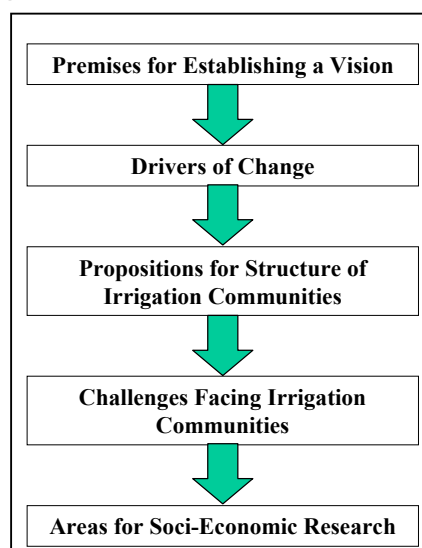 Premises for Establishing a Vision
Drivers of Change
Propositions for Structure of
Irrigation Communities
Challenges Facing Irrigation
Communities
Areas for Soci-Economic Research